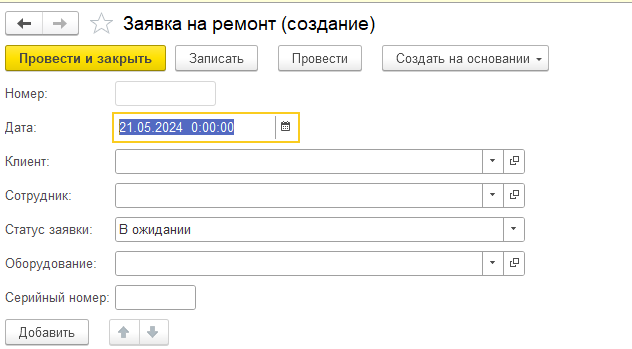 Заявка на ремонт (создание)
Провести и закрыть Записать Провести Создать на основании
Номер:
Дата: 21.05.2024 0:00:00
Клиент:
Сотрудник:
Статус заявки: В ожидании
Оборудование:
Серийный номер:
Добавить